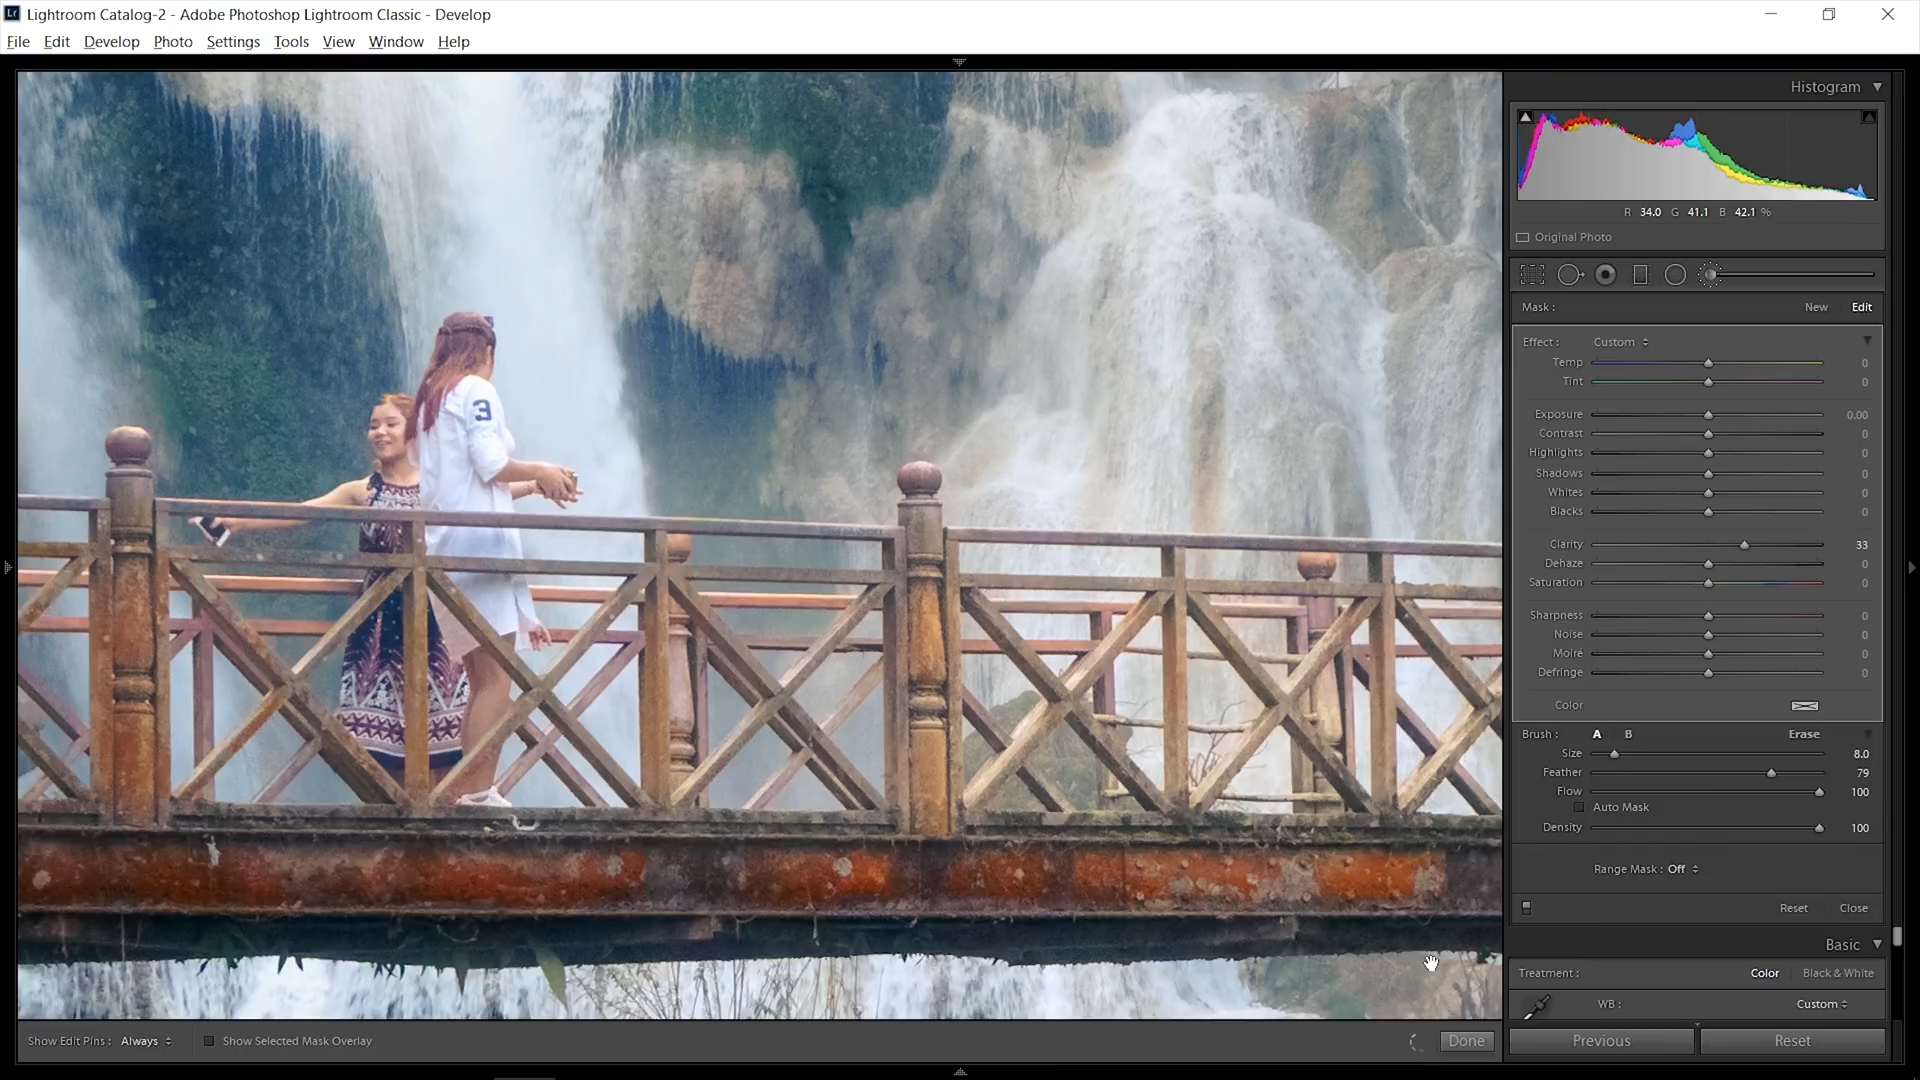 Lr Lightroom Catalog-2 - Adobe Photoshop Lightroom Classic - Develop
File Edit Develop Photo Settings Tools View Window Help
Histogram
R 34.0 G 41.1 B 42.1 %
Original Photo
Mask : New Edit
Effect : Custom
Temp 0
Tint 0
Exposure 0.00
Contrast 0
Highlights 0
Shadows 0
Whites 0
Blacks 0
Clarity 33
Dehaze 0
Saturation 0
Sharpness 0
Noise 0
Moiré 0
Defringe 0
Color
Brush : A B Erase
Size 8.0
Feather 79
Flow 100
Auto Mask
Density 100
Range Mask : Off
Reset Close
Basic
Treatment : Color Black & White
WB : Custom
3
Show Edit Pins : Always Show Selected Mask Overlay Done Previous Reset